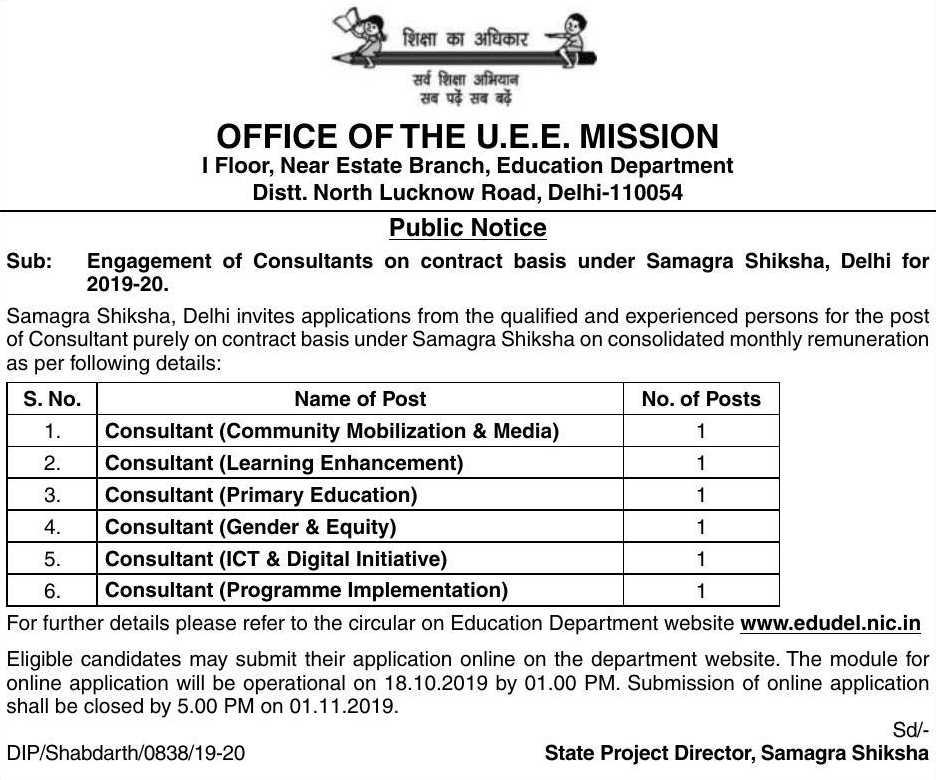 शिक्षा का अधिकार
सर्व शिक्षा अभियान
सब पढ़ें सब बढ़ें
OFFICE OF THE U.E.E. MISSION
I Floor, Near Estate Branch, Education Department
Distt. North Lucknow Road, Delhi-110054
Public Notice
Sub: Engagement of Consultants on contract basis under Samagra Shiksha, Delhi for
2019-20.
Samagra Shiksha, Delhi invites applications from the qualified and experienced persons for the post
of Consultant purely on contract basis under Samagra Shiksha on consolidated monthly remuneration
as per following details:
S. No. Name of Post No. of Posts
1. Consultant (Community Mobilization & Media) 1
2. Consultant (Learning Enhancement) 1
3. Consultant (Primary Education) 1
4. Consultant (Gender & Equity) 1
5. Consultant (ICT & Digital Initiative) 1
6. Consultant (Programme Implementation) 1
For further details please refer to the circular on Education Department website www.edudel.nic.in
Eligible candidates may submit their application online on the department website. The module for
online application will be operational on 18.10.2019 by 01.00 PM. Submission of online application
shall be closed by 5.00 PM on 01.11.2019.
Sd/-
DIP/Shabdarth/0838/19-20 State Project Director, Samagra Shiksha